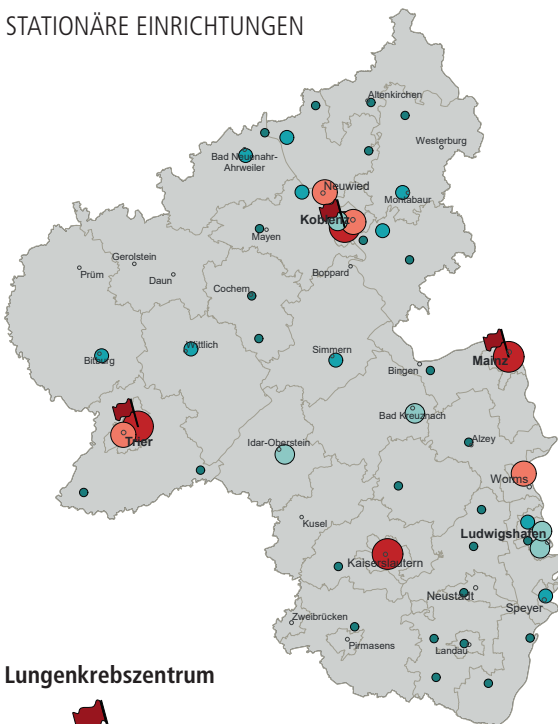 STATIONÄRE EINRICHTUNGEN
Altenkirchen
Westerburg
Bad Neuenahr-
Ahrweiler
Neuwied
Montabaur
Koblenz
Mayen
Gerolstein
Boppard
Prüm
Daun
Cochem
Wittlich
Simmern
Bitburg
Mainz
Bingen
Bad Kreuznach
Trier
Idar-Oberstein
Alzey
Worms
Kusel
Ludwigshafen
Kaiserslautern
Neustadt
Speyer
Zweibrücken
Pirmasens
Landau
Lungenkrebszentrum